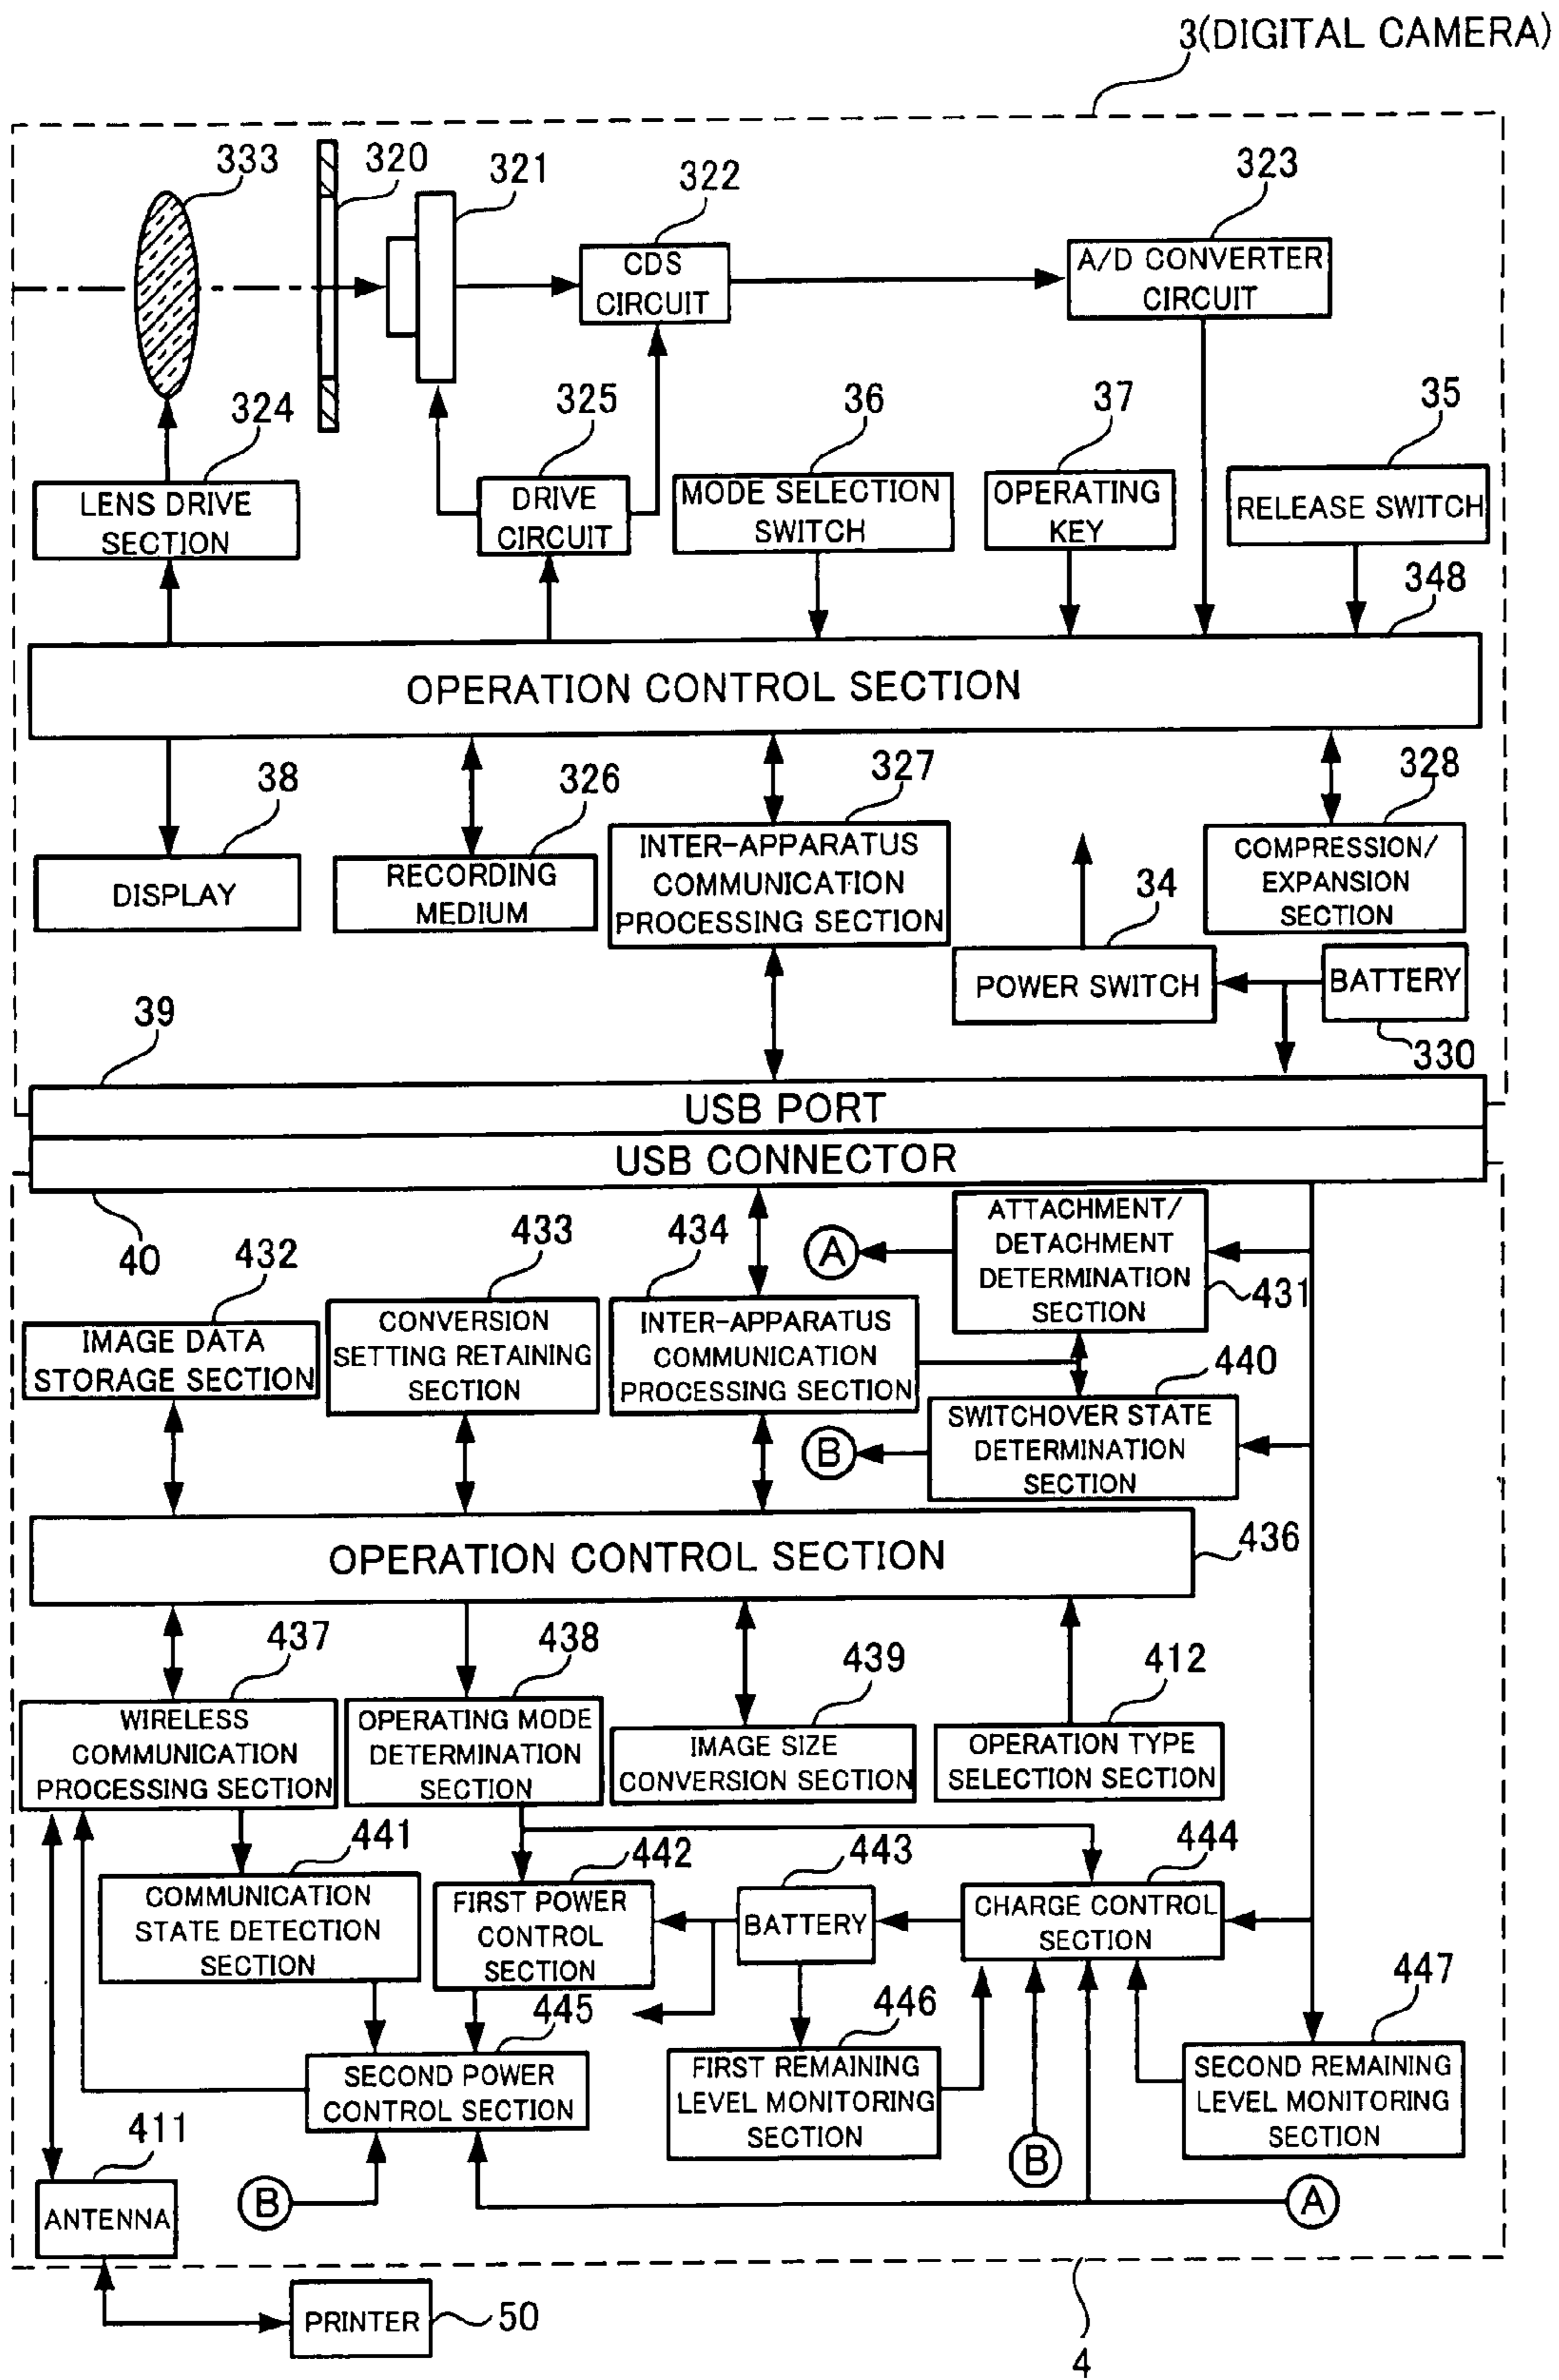 3(DIGITAL CAMERA)
333
320
321
322
323
CDS
CIRCUIT
A/D CONVERTER
CIRCUIT
324
325
36
37
35
LENS DRIVE
SECTION
DRIVE
CIRCUIT
MODE SELECTION
SWITCH
OPERATING
KEY
RELEASE SWITCH
348
OPERATION CONTROL SECTION
38
326
327
328
DISPLAY
RECORDING
MEDIUM
INTER-APPARATUS
COMMUNICATION
PROCESSING SECTION
COMPRESSION/
EXPANSION
SECTION
34
POWER SWITCH
BATTERY
330
39
USB PORT
USB CONNECTOR
40
432
433
434
A
ATTACHMENT/
DETACHMENT
DETERMINATION
SECTION
431
IMAGE DATA
STORAGE SECTION
CONVERSION
SETTING RETAINING
SECTION
INTER-APPARATUS
COMMUNICATION
PROCESSING SECTION
440
B
SWITCHOVER STATE
DETERMINATION
SECTION
OPERATION CONTROL SECTION
436
437
438
439
412
WIRELESS
COMMUNICATION
PROCESSING SECTION
OPERATING MODE
DETERMINATION
SECTION
IMAGE SIZE
CONVERSION SECTION
OPERATION TYPE
SELECTION SECTION
441
442
443
444
COMMUNICATION
STATE DETECTION
SECTION
FIRST POWER
CONTROL
SECTION
BATTERY
CHARGE CONTROL
SECTION
445
446
447
SECOND POWER
CONTROL SECTION
FIRST REMAINING
LEVEL MONITORING
SECTION
SECOND REMAINING
LEVEL MONITORING
SECTION
411
B
B
A
ANTENNA
PRINTER
50
4